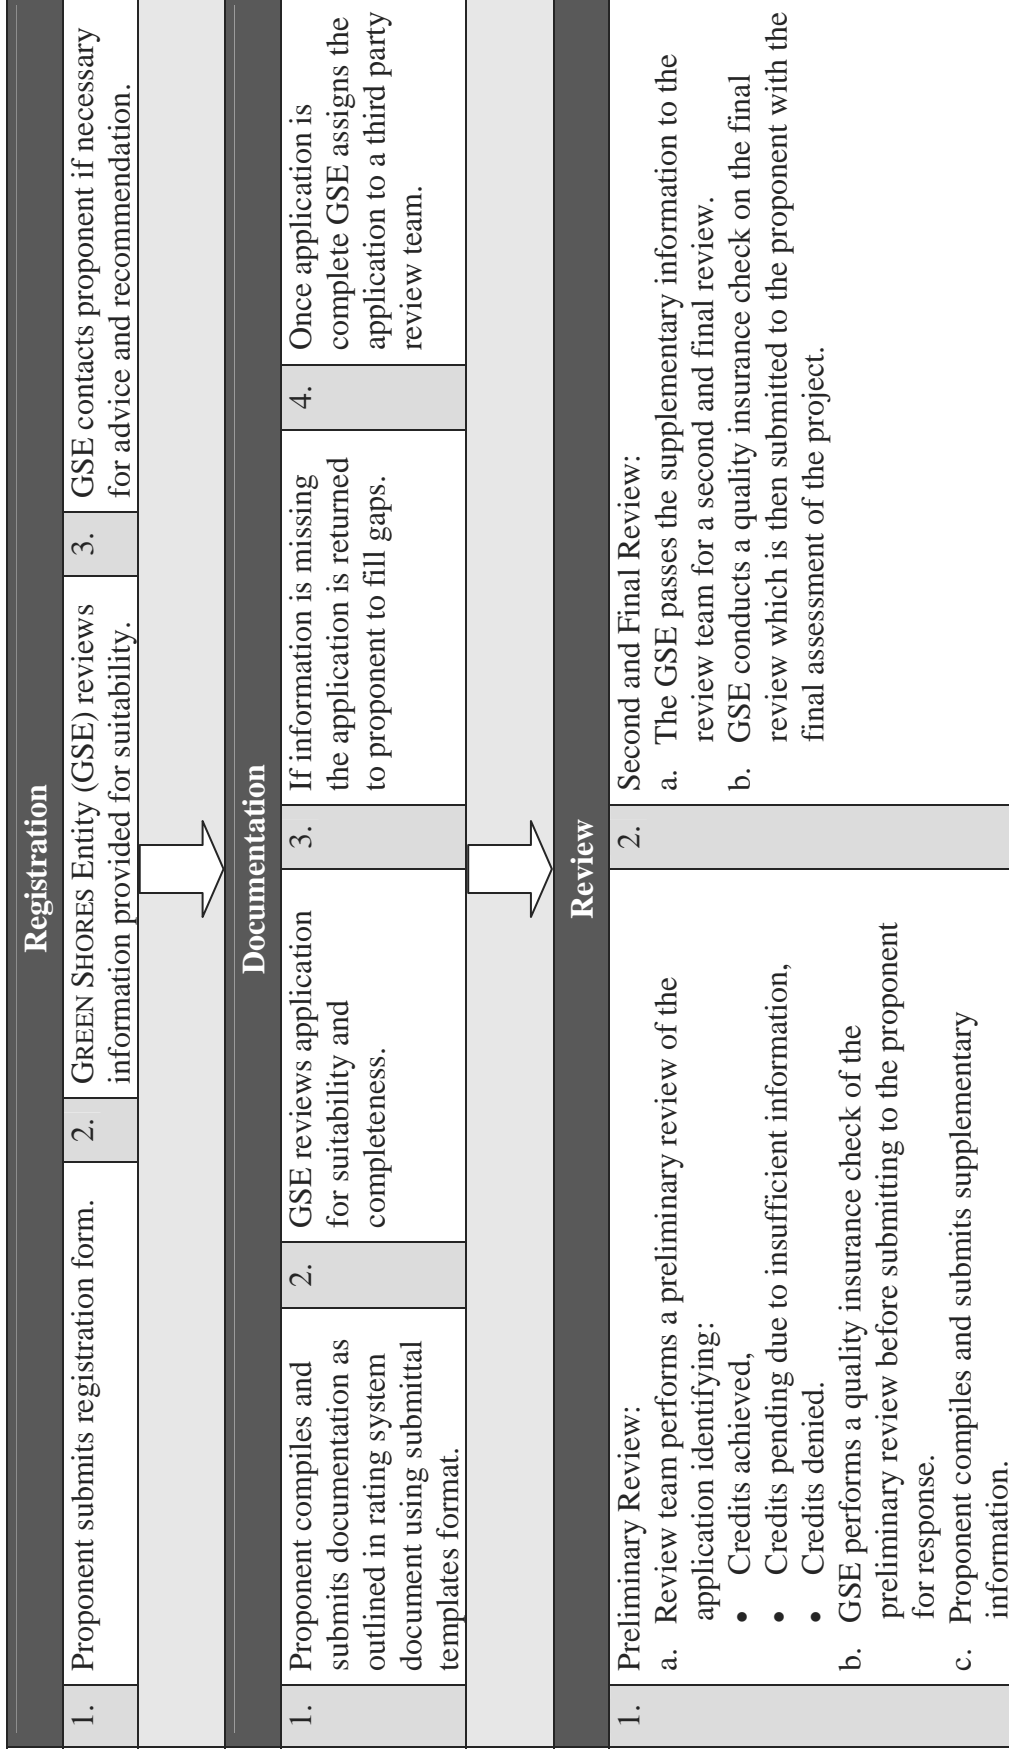 Registration
1.
Proponent submits registration form.
2.
GREEN SHORES Entity (GSE) reviews
information provided for suitability.
3.
GSE contacts proponent if necessary
for advice and recommendation.
Documentation
1.
Proponent compiles and
submits documentation as
outlined in rating system
document using submittal
templates format.
2.
GSE reviews application
for suitability and
completeness.
3.
If information is missing
the application is returned
to proponent to fill gaps.
4.
Once application is
complete GSE assigns the
application to a third party
review team.
Review
1.
Preliminary Review:
a. Review team performs a preliminary review of the
application identifying:
• Credits achieved,
• Credits pending due to insufficient information,
• Credits denied.
b. GSE performs a quality insurance check of the
preliminary review before submitting to the proponent
for response.
c. Proponent compiles and submits supplementary
information.
2.
Second and Final Review:
a. The GSE passes the supplementary information to the
review team for a second and final review.
b. GSE conducts a quality insurance check on the final
review which is then submitted to the proponent with the
final assessment of the project.